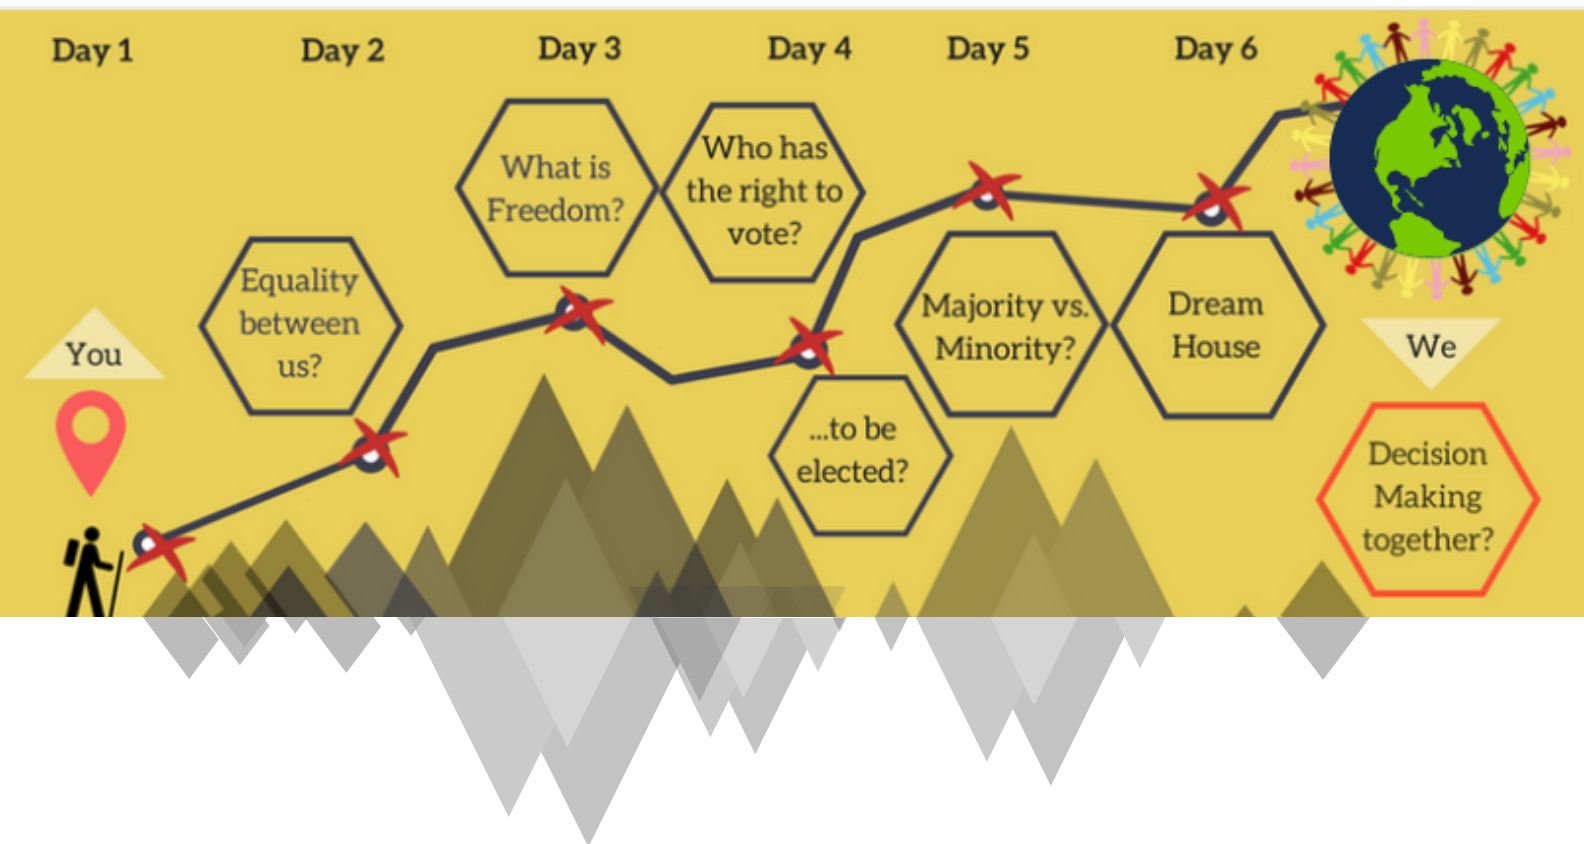 Day 1
Day 2
Day 3
Day 4
Day 5
Day 6
You
Equality
between
us?
What is
Freedom?
Who has
the right to
vote?
...to be
elected?
Majority vs.
Minority?
Dream
House
We
Decision
Making
together?